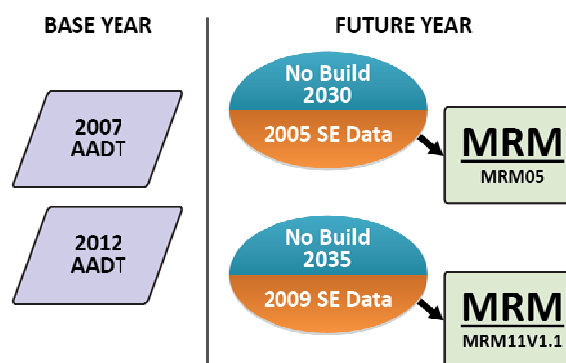 BASE YEAR
FUTURE YEAR
2007
AADT
2012
AADT
No Build
2030
2005 SE Data
MRM
MRM05
No Build
2035
2009 SE Data
MRM
MRM11V1.1